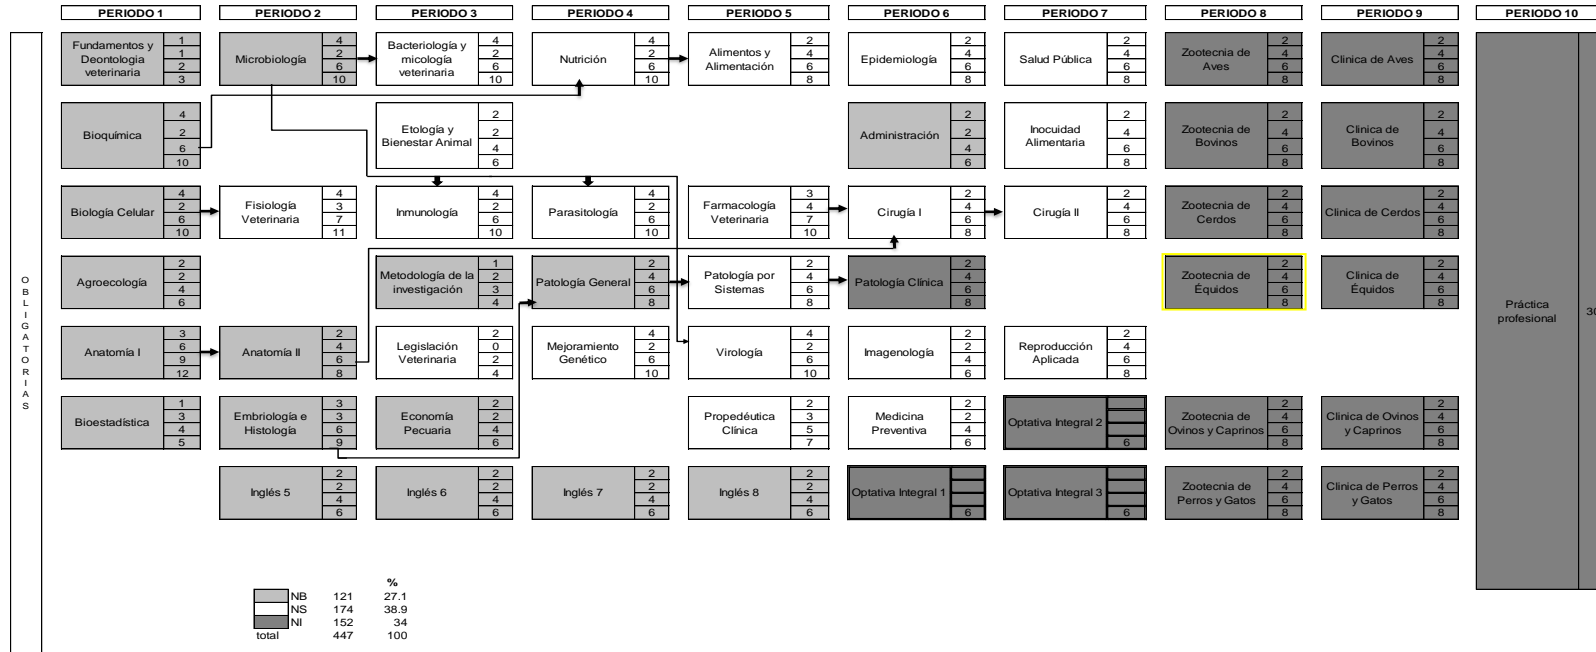 PERIODO 1 PERIODO 2 PERIODO 3 PERIODO 4 PERIODO 5 PERIODO 6 PERIODO 7 PERIODO 8 PERIODO 9 PERIODO 10
OBLIGATORIAS
Fundamentos y
Deontologia
veterinaria
1
1
2
3
Microbiología
4
2
6
10
Bacteriología y
micología
veterinaria
4
2
6
10
Nutrición
4
2
6
10
Alimentos y
Alimentación
2
4
6
8
Epidemiología
2
4
6
8
Salud Pública
2
4
6
8
Zootecnia de
Aves
2
4
6
8
Clinica de Aves
2
4
6
8
Bioquímica
4
2
6
10
Etología y
Bienestar Animal
2
2
4
6
Administración
2
2
4
6
Inocuidad
Alimentaria
2
4
6
8
Zootecnia de
Bovinos
2
4
6
8
Clinica de
Bovinos
2
4
6
8
Biología Celular
4
2
6
10
Fisiología
Veterinaria
4
3
7
11
Inmunología
4
2
6
10
Parasitología
4
2
6
10
Farmacología
Veterinaria
3
4
7
10
Cirugía I
2
4
6
8
Cirugía II
2
4
6
8
Zootecnia de
Cerdos
2
4
6
8
Clinica de Cerdos
2
4
6
8
Agroecología
2
2
4
6
Metodología de la
investigación
1
2
3
4
Patología General
2
4
6
8
Patología por
Sistemas
2
4
6
8
Patología Clínica
2
4
6
8
Zootecnia de
Équidos
2
4
6
8
Clinica de
Équidos
2
4
6
8
Práctica
profesional
30
Anatomía I
3
6
9
12
Anatomía II
2
4
6
8
Legislación
Veterinaria
2
0
2
4
Mejoramiento
Genético
4
2
6
10
Virología
4
2
6
10
Imagenología
2
2
4
6
Reproducción
Aplicada
2
4
6
8
Bioestadística
1
3
4
5
Embriología e
Histología
3
3
6
9
Economía
Pecuaria
2
2
4
6
Propedéutica
Clínica
2
3
5
7
Medicina
Preventiva
2
2
4
6
Optativa Integral 2
6
Zootecnia de
Ovinos y Caprinos
2
4
6
8
Clinica de Ovinos
y Caprinos
2
4
6
8
Inglés 5
2
2
4
6
Inglés 6
2
2
4
6
Inglés 7
2
2
4
6
Inglés 8
2
2
4
6
Optativa Integral 1
6
Optativa Integral 3
6
Zootecnia de
Perros y Gatos
2
4
6
8
Clinica de Perros
y Gatos
2
4
6
8
%
NB 121 27.1
NS 174 38.9
NI 152 34
total 447 100